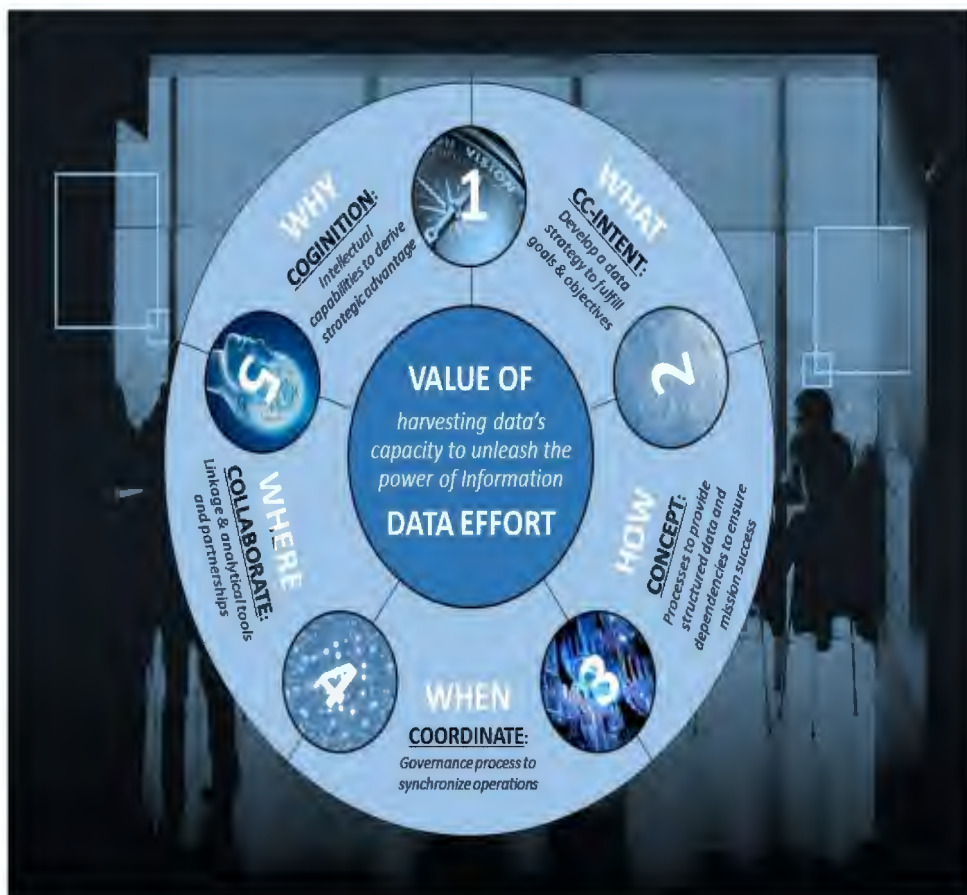 VISION
1
WHAT
CC-INTENT:
Develop a data
strategy to fulfill
goals & objectives
2
HOW
CONCEPT:
Processes to provide
structured data and
dependencies to ensure
mission success
3
WHEN
COORDINATE:
Governance process to
synchronize operations
4
WHERE
COLLABORATE:
Linkage & analytical tools
and partnerships
5
WHY
COGINITION:
Intellectual
capabilities to derive
strategic advantage
VALUE OF
harvesting data's
capacity to unleash the
power of Information
DATA EFFORT